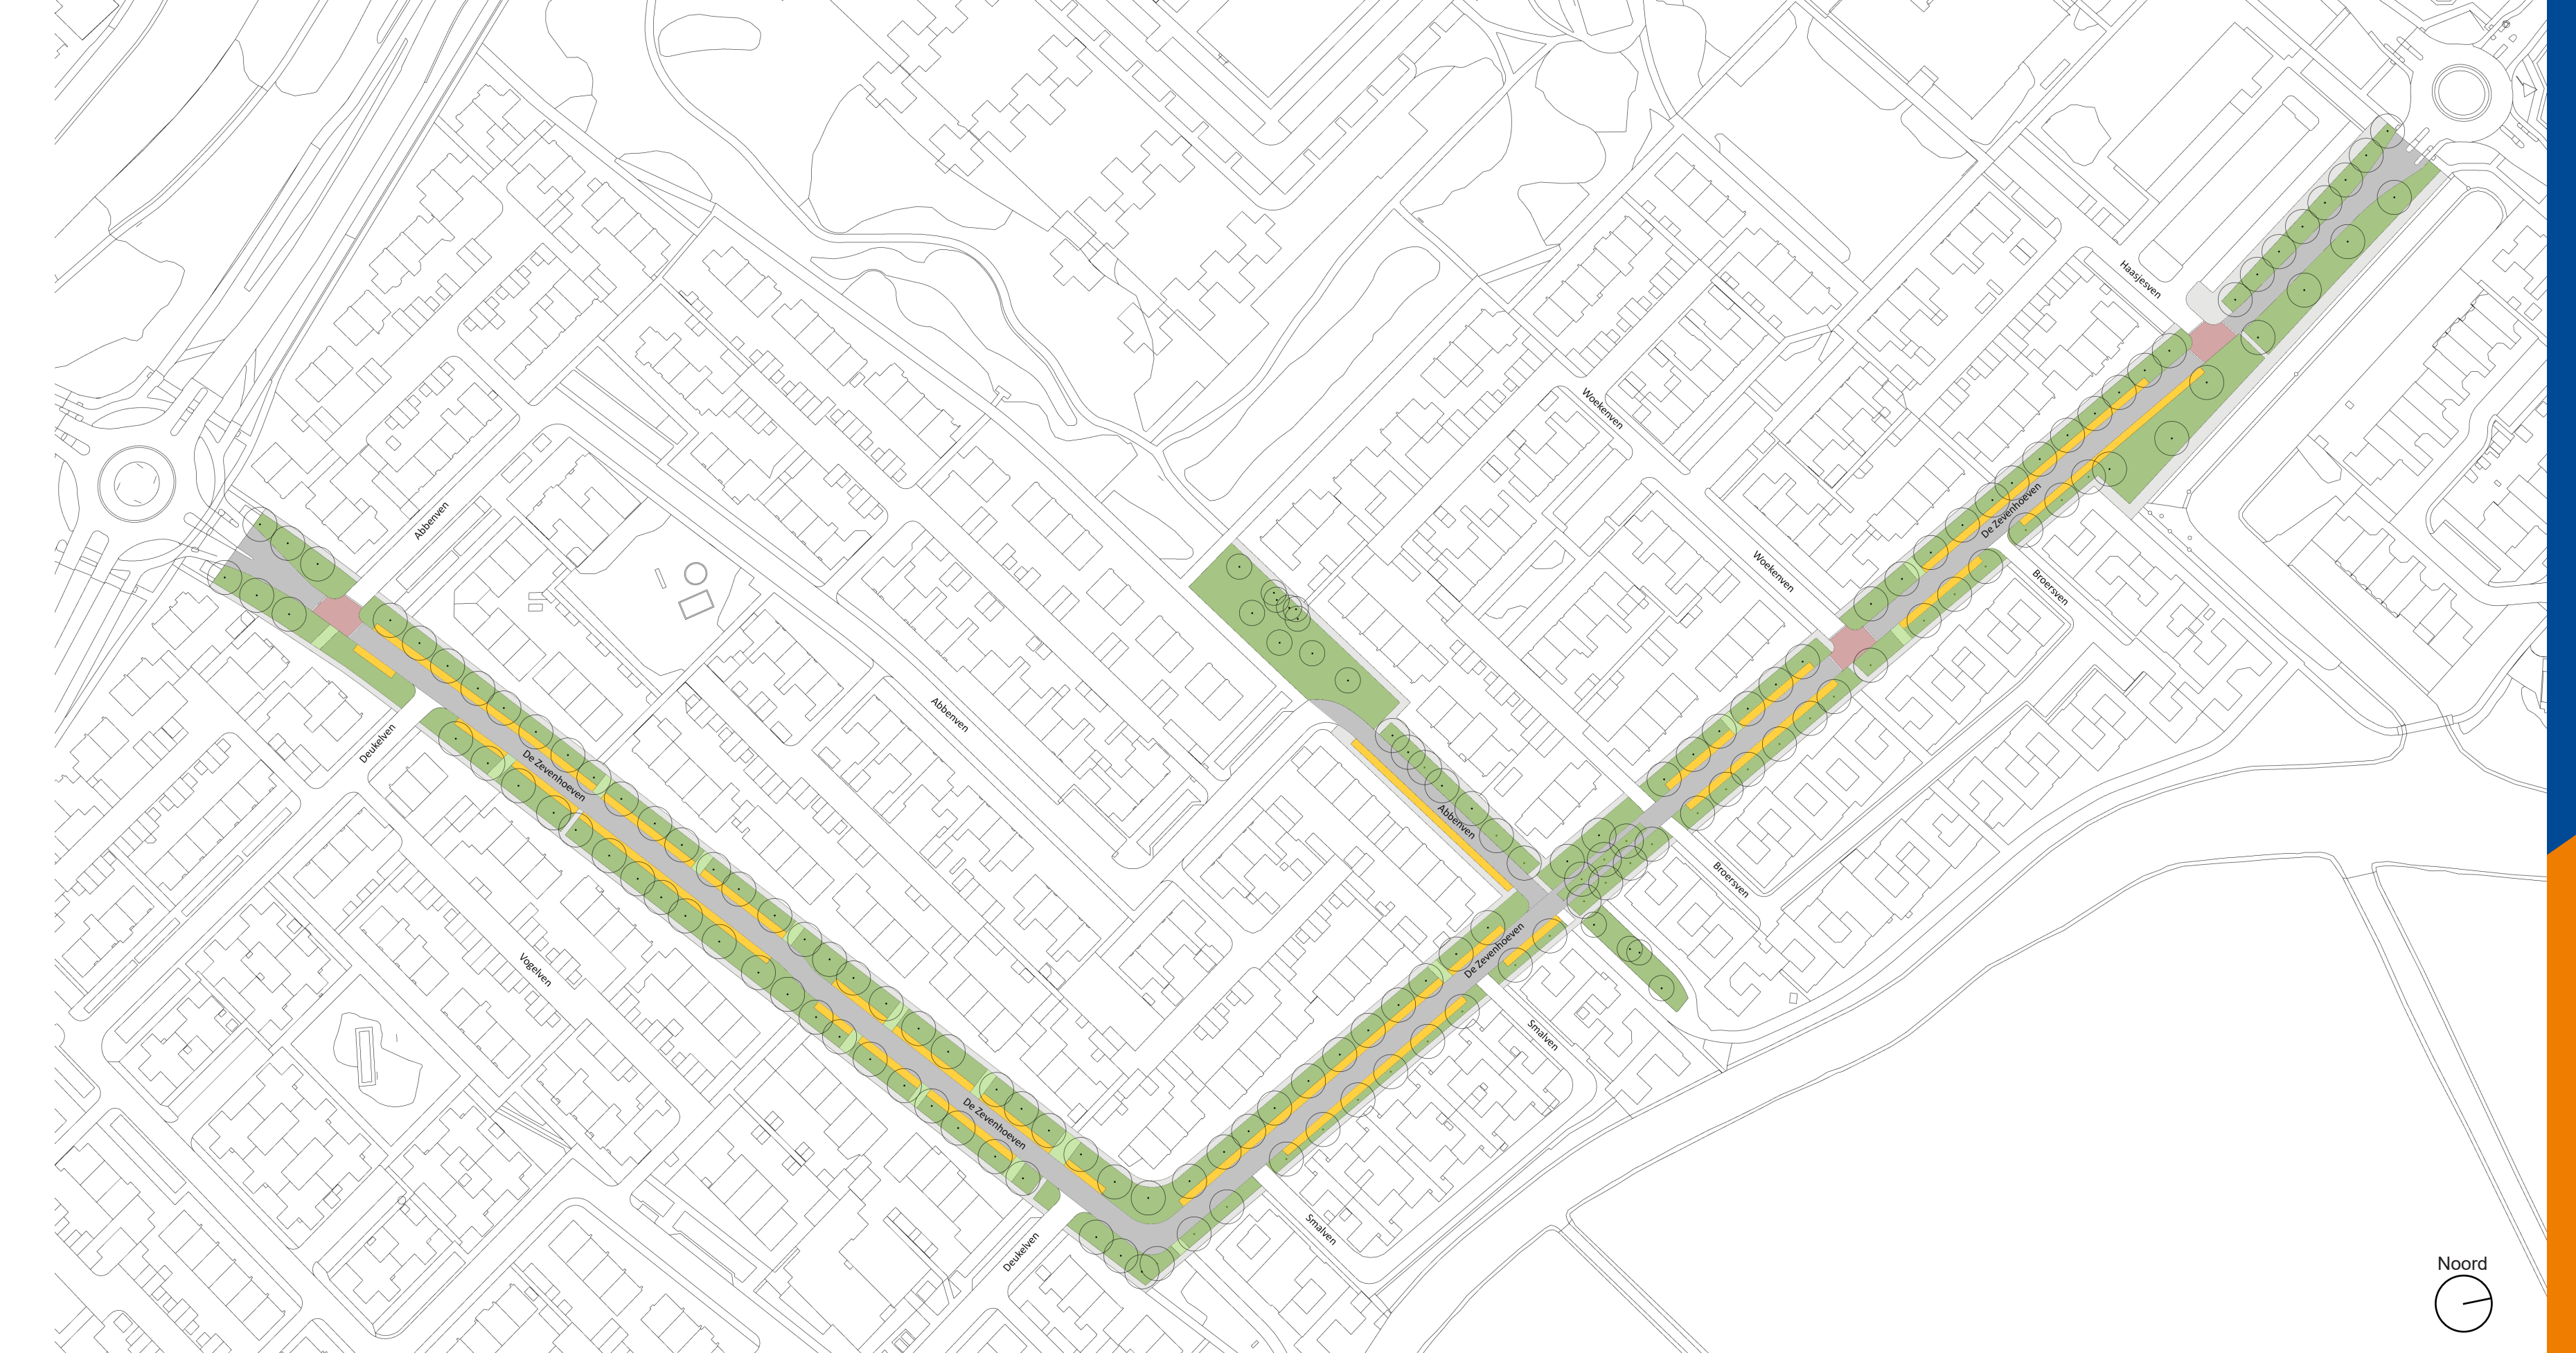 Haasjesven
Woekenven
De Zevenhoeven
Abbenven
Woekenven
Broersven
Abbenven
Deukelven
De Zevenhoeven
Abbenven
Broersven
De Zevenhoeven
Vogelven
Smalven
De Zevenhoeven
Smalven
Deukelven
Noord